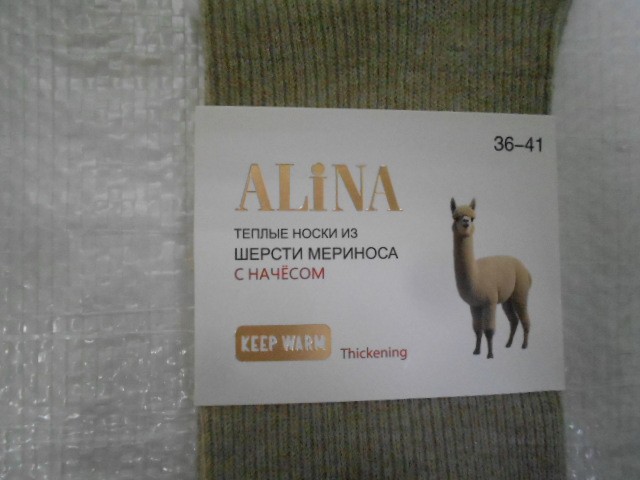 36-41
ALiNA
ТЕПЛЫЕ НОСКИ ИЗ
ШЕРСТИ МЕРИНОСА
С НАЧЁСОМ
KEEP WARM
Thickening